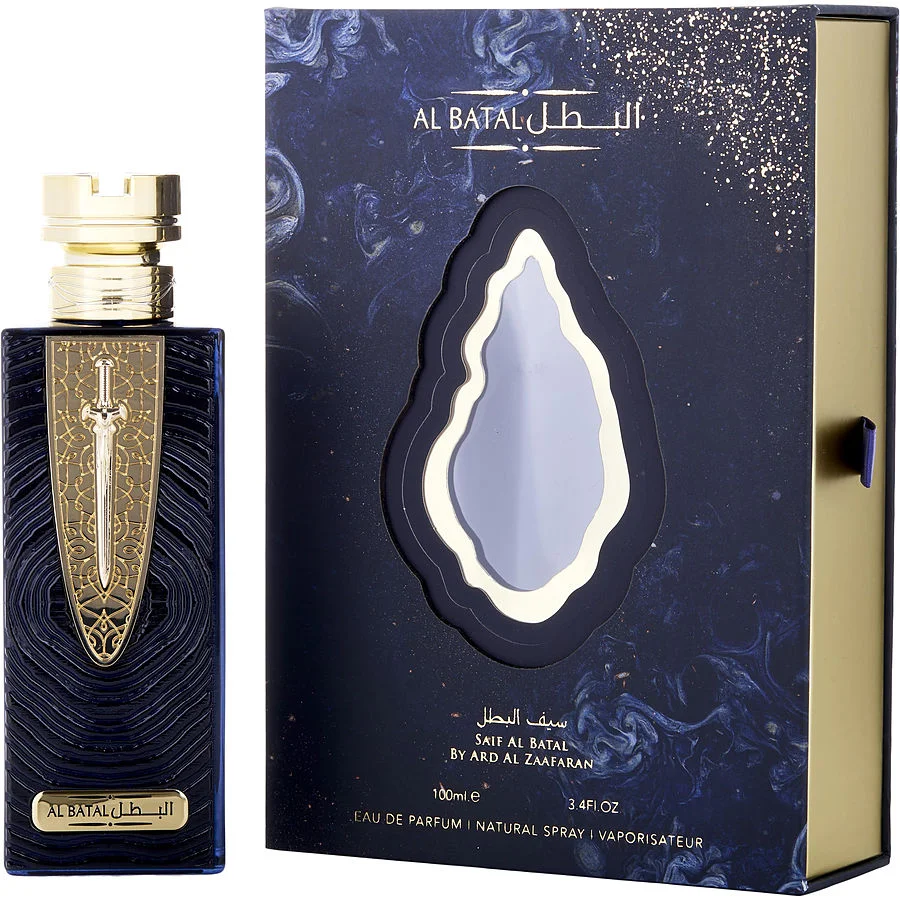 AL BATAL البطل
سيف البطل
SAIF AL BATAL
BY ARD AL ZAAFARAN
100ml.e 3.4Fl.OZ
EAU DE PARFUM | NATURAL SPRAY | VAPORISATEUR
AL BATAL البطل